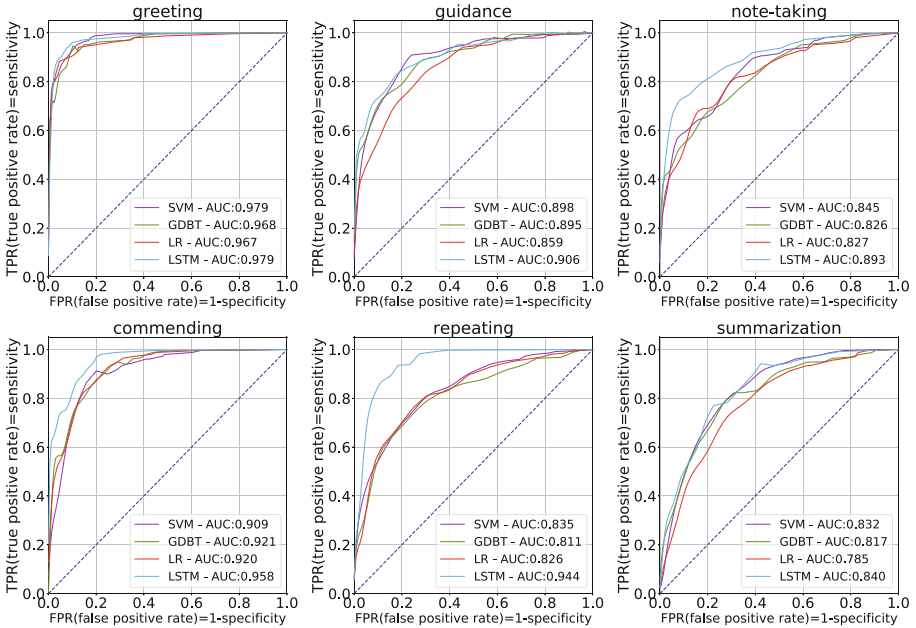 greeting
TPR(true positive rate)=sensitivity
1.0
0.8
0.6
0.4
0.2
0.0
SVM – AUC:0.979
GDBT – AUC:0.968
LR – AUC:0.967
LSTM – AUC:0.979
0.0 0.2 0.4 0.6 0.8 1.0
FPR(false positive rate)=1-specificity
guidance
TPR(true positive rate)=sensitivity
1.0
0.8
0.6
0.4
0.2
0.0
SVM – AUC:0.898
GDBT – AUC:0.895
LR – AUC:0.859
LSTM – AUC:0.906
0.0 0.2 0.4 0.6 0.8 1.0
FPR(false positive rate)=1-specificity
note-taking
TPR(true positive rate)=sensitivity
1.0
0.8
0.6
0.4
0.2
0.0
SVM – AUC:0.845
GDBT – AUC:0.826
LR – AUC:0.827
LSTM – AUC:0.893
0.0 0.2 0.4 0.6 0.8 1.0
FPR(false positive rate)=1-specificity
commending
TPR(true positive rate)=sensitivity
1.0
0.8
0.6
0.4
0.2
0.0
SVM – AUC:0.909
GDBT – AUC:0.921
LR – AUC:0.920
LSTM – AUC:0.958
0.0 0.2 0.4 0.6 0.8 1.0
FPR(false positive rate)=1-specificity
repeating
TPR(true positive rate)=sensitivity
1.0
0.8
0.6
0.4
0.2
0.0
SVM – AUC:0.835
GDBT – AUC:0.811
LR – AUC:0.826
LSTM – AUC:0.944
0.0 0.2 0.4 0.6 0.8 1.0
FPR(false positive rate)=1-specificity
summarization
TPR(true positive rate)=sensitivity
1.0
0.8
0.6
0.4
0.2
0.0
SVM – AUC:0.832
GDBT – AUC:0.817
LR – AUC:0.785
LSTM – AUC:0.840
0.0 0.2 0.4 0.6 0.8 1.0
FPR(false positive rate)=1-specificity